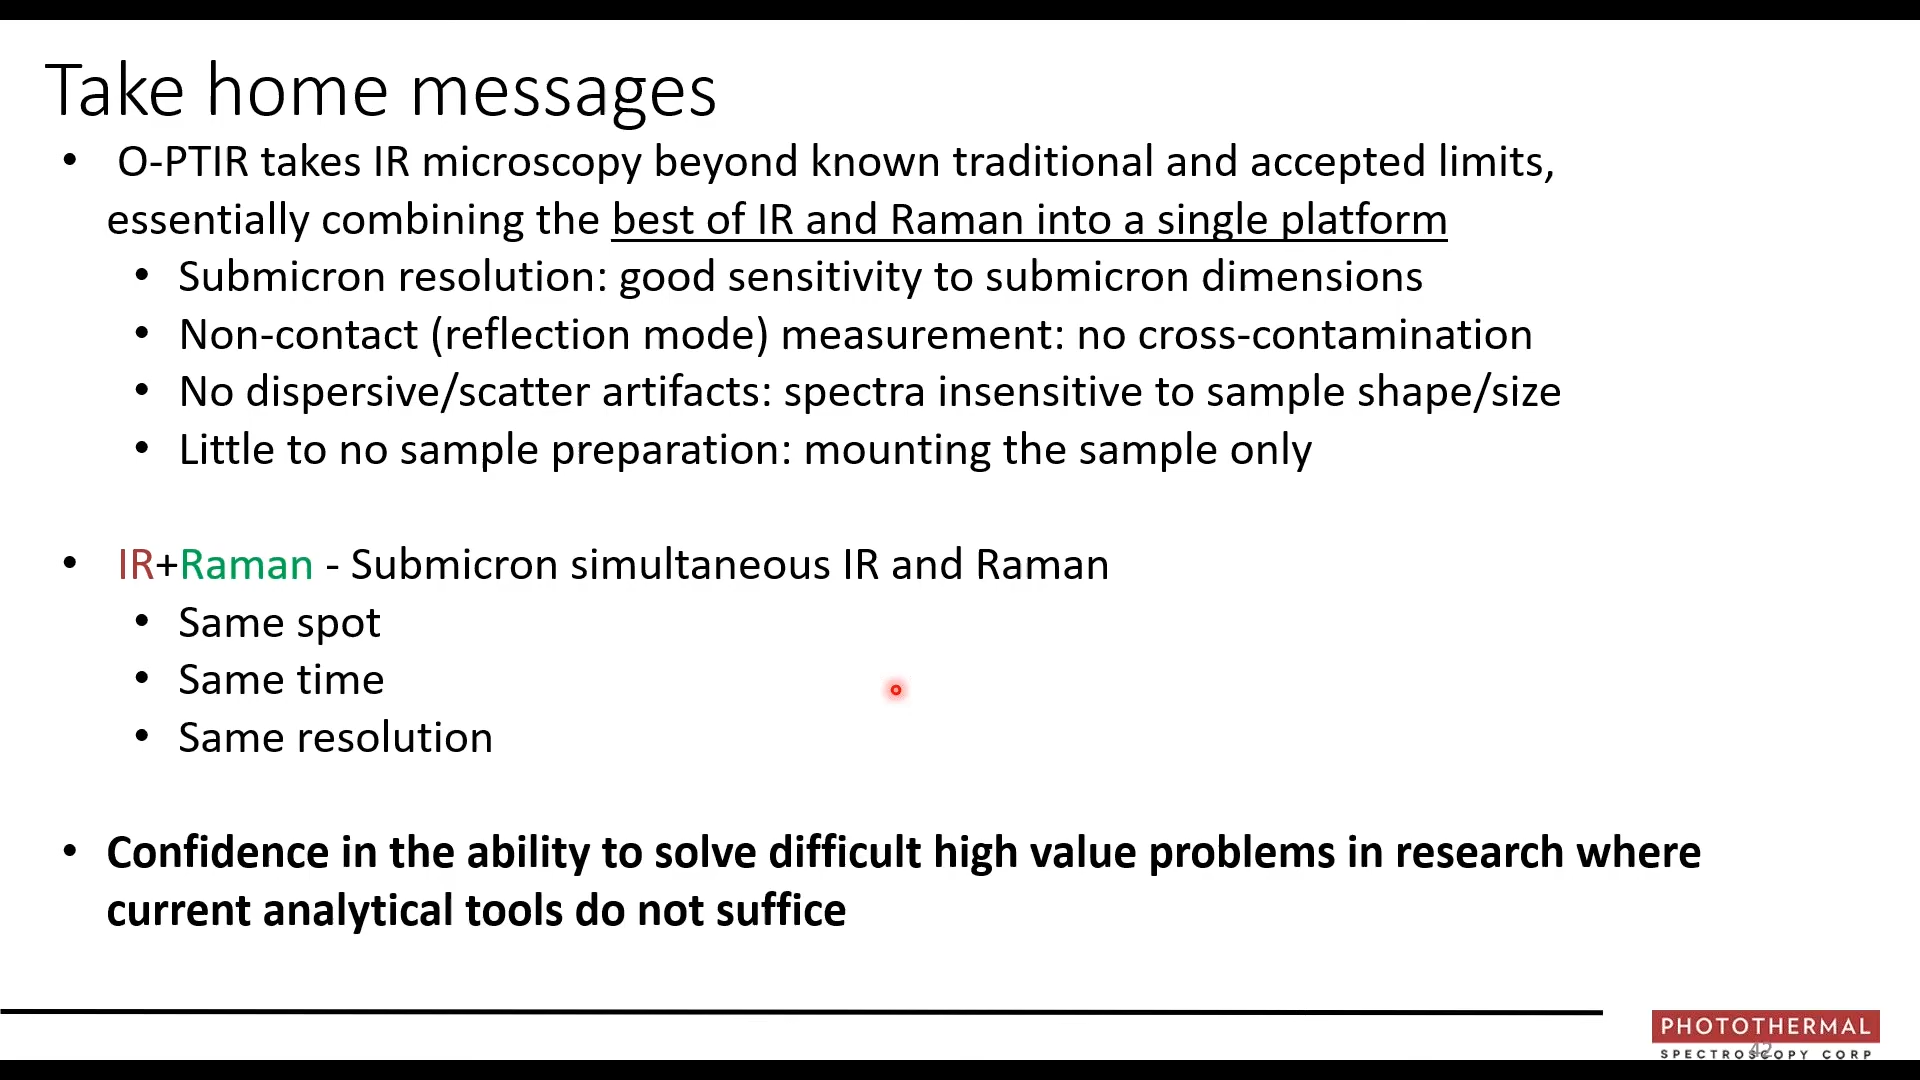 Take home messages
• O-PTIR takes IR microscopy beyond known traditional and accepted limits,
essentially combining the best of IR and Raman into a single platform
• Submicron resolution: good sensitivity to submicron dimensions
• Non-contact (reflection mode) measurement: no cross-contamination
• No dispersive/scatter artifacts: spectra insensitive to sample shape/size
• Little to no sample preparation: mounting the sample only
• IR+Raman - Submicron simultaneous IR and Raman
• Same spot
• Same time
• Same resolution
• Confidence in the ability to solve difficult high value problems in research where
current analytical tools do not suffice
PHOTOTHERMAL
SPECTROSCOPY CORP
42